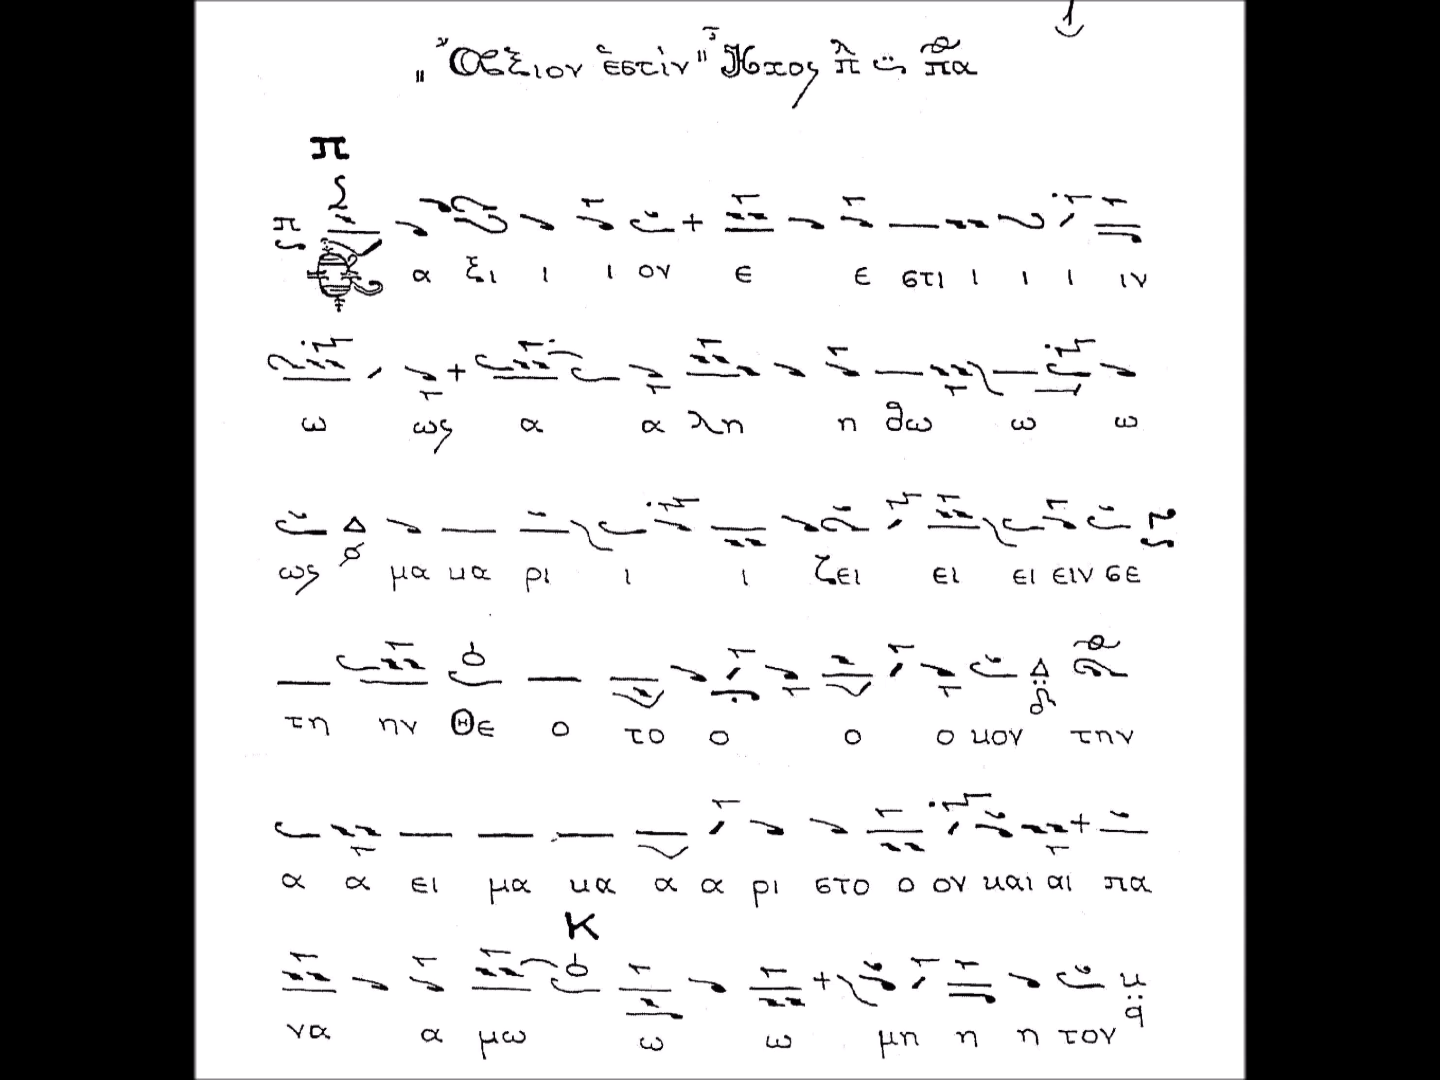 1
"Ἄξιον ἐστίν" Ἦχος λ π πα
Π
π α ξι ι ι ον ε ε στι ι ι ι ιν
ω ως α α λη η θω ω ω
ως Δ μα κα ρι ι ι ζει ει ει ειν σε
τη ην Θε ο το ο ο ο κον Δ την
α α ει μα κα α α ρι στο ο ον και αι πα
Κ
να α μω ω ω μη η η τον κ q